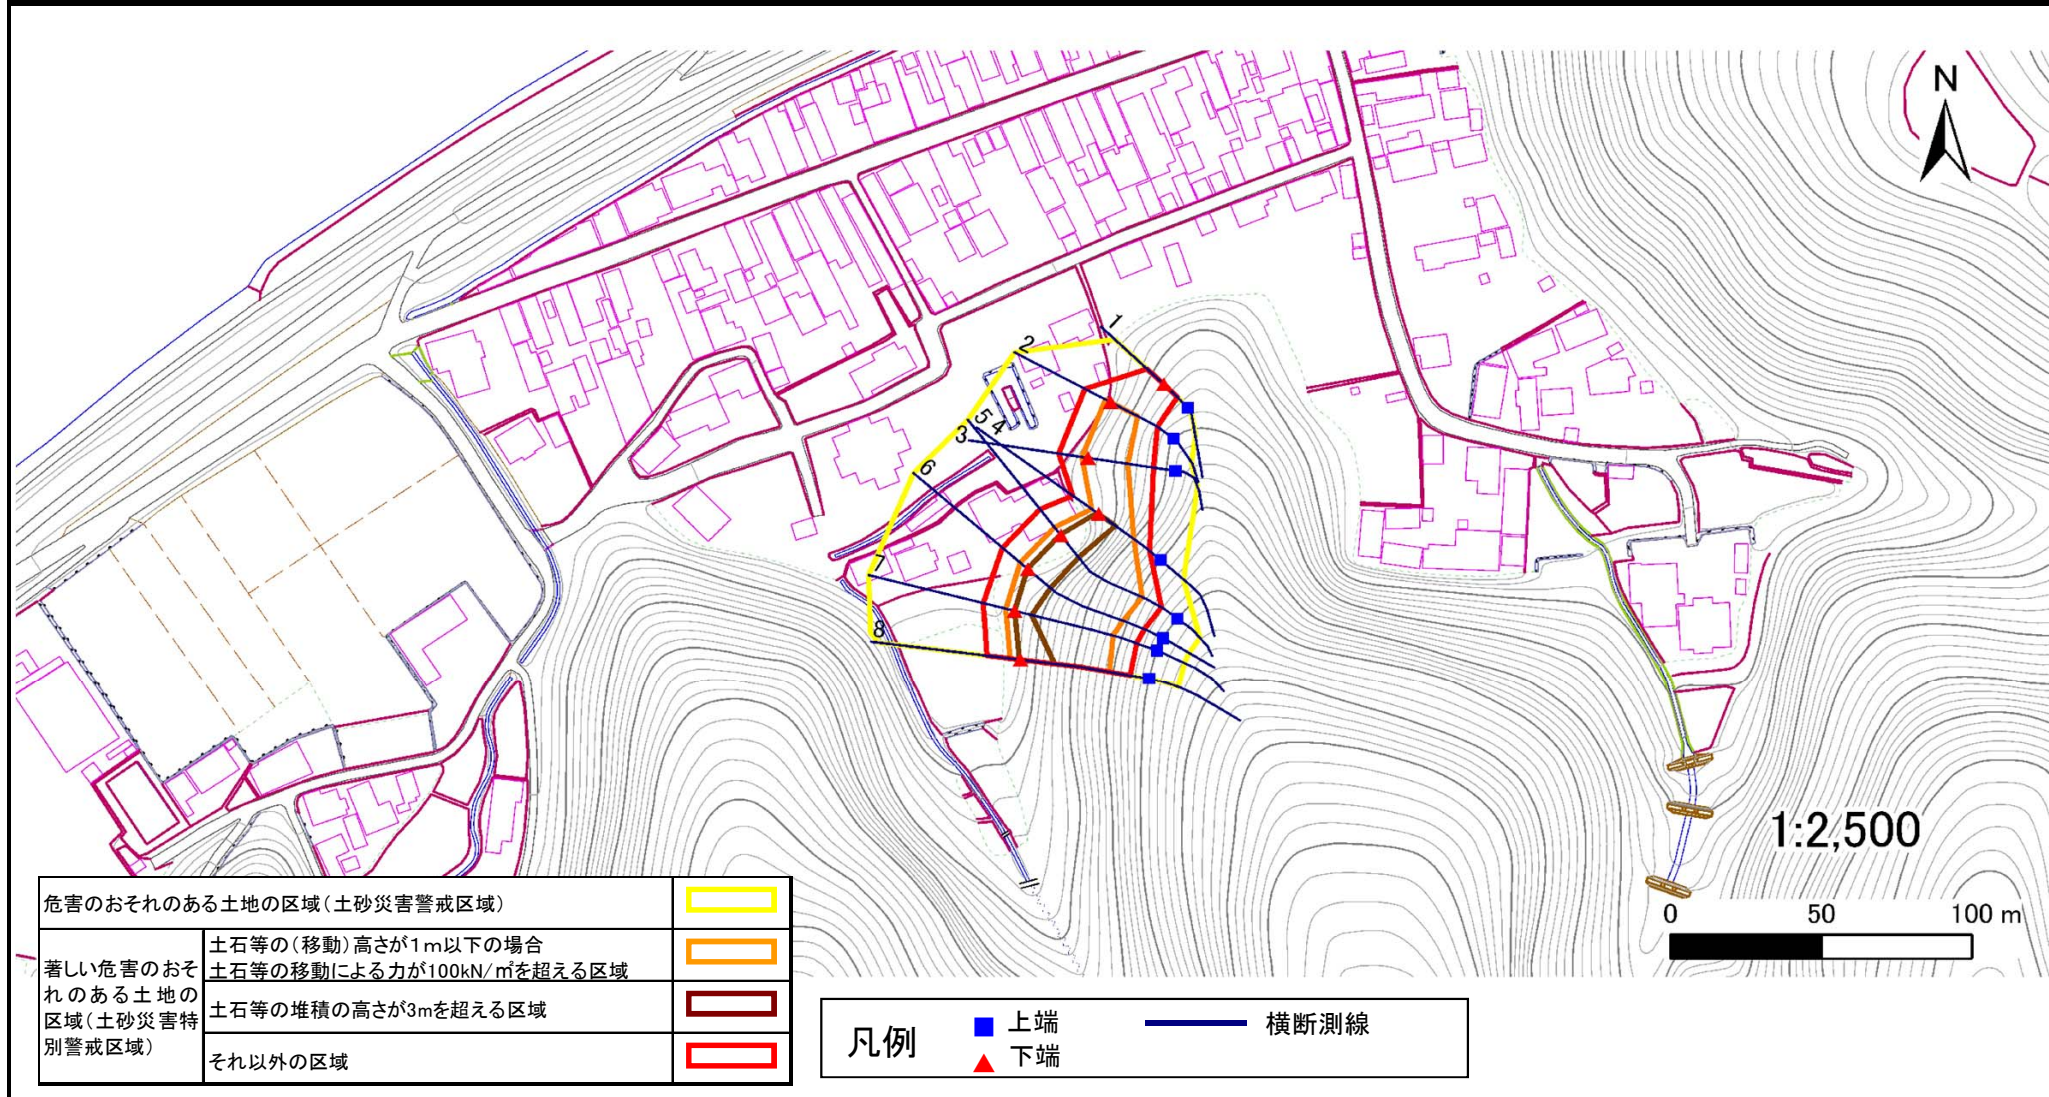 N
1
2
5 4
3
6
7
8
1:2,500
0 50 100 m
危害のおそれのある土地の区域（土砂災害警戒区域）
著しい危害のおそ
れのある土地の
区域（土砂災害特
別警戒区域）
土石等の（移動）高さが1m以下の場合
土石等の移動による力が100kN/㎡を超える区域
土石等の堆積の高さが3mを超える区域
それ以外の区域
凡例
上端
下端
横断測線